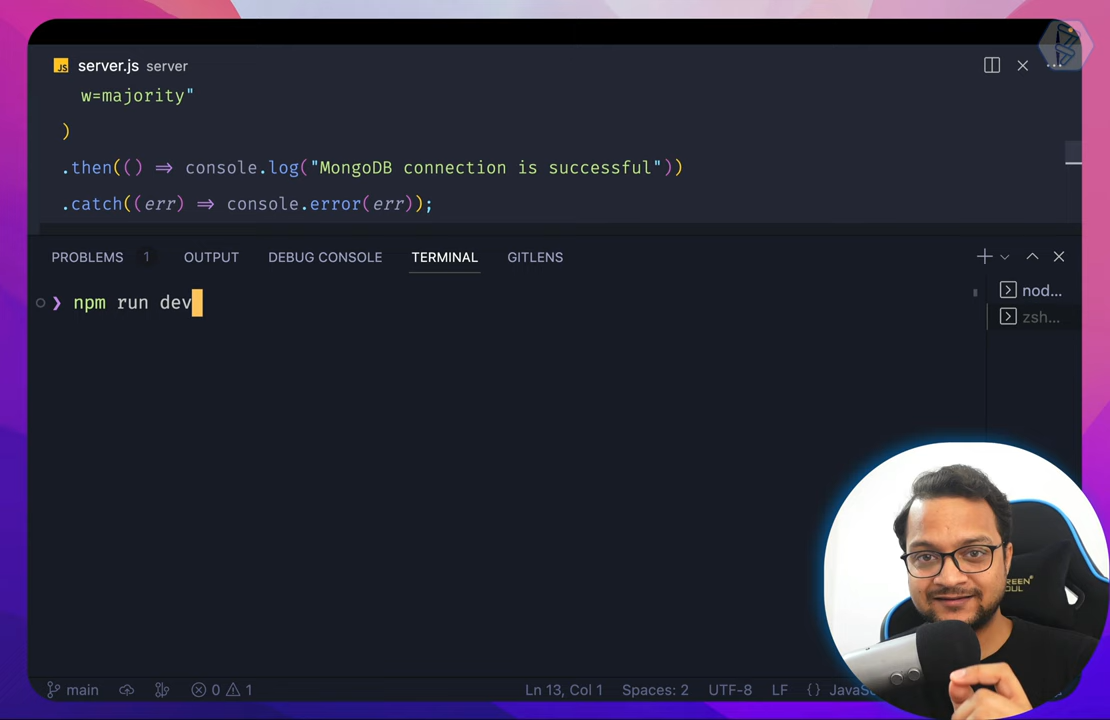 JS server.js server
w=majority"
)
.then(() => console.log("MongoDB connection is successful"))
.catch((err) => console.error(err));
PROBLEMS 1 OUTPUT DEBUG CONSOLE TERMINAL GITLENS
❯ npm run dev
nod...
zsh...
main 0 1 Ln 13, Col 1 Spaces: 2 UTF-8 LF {}